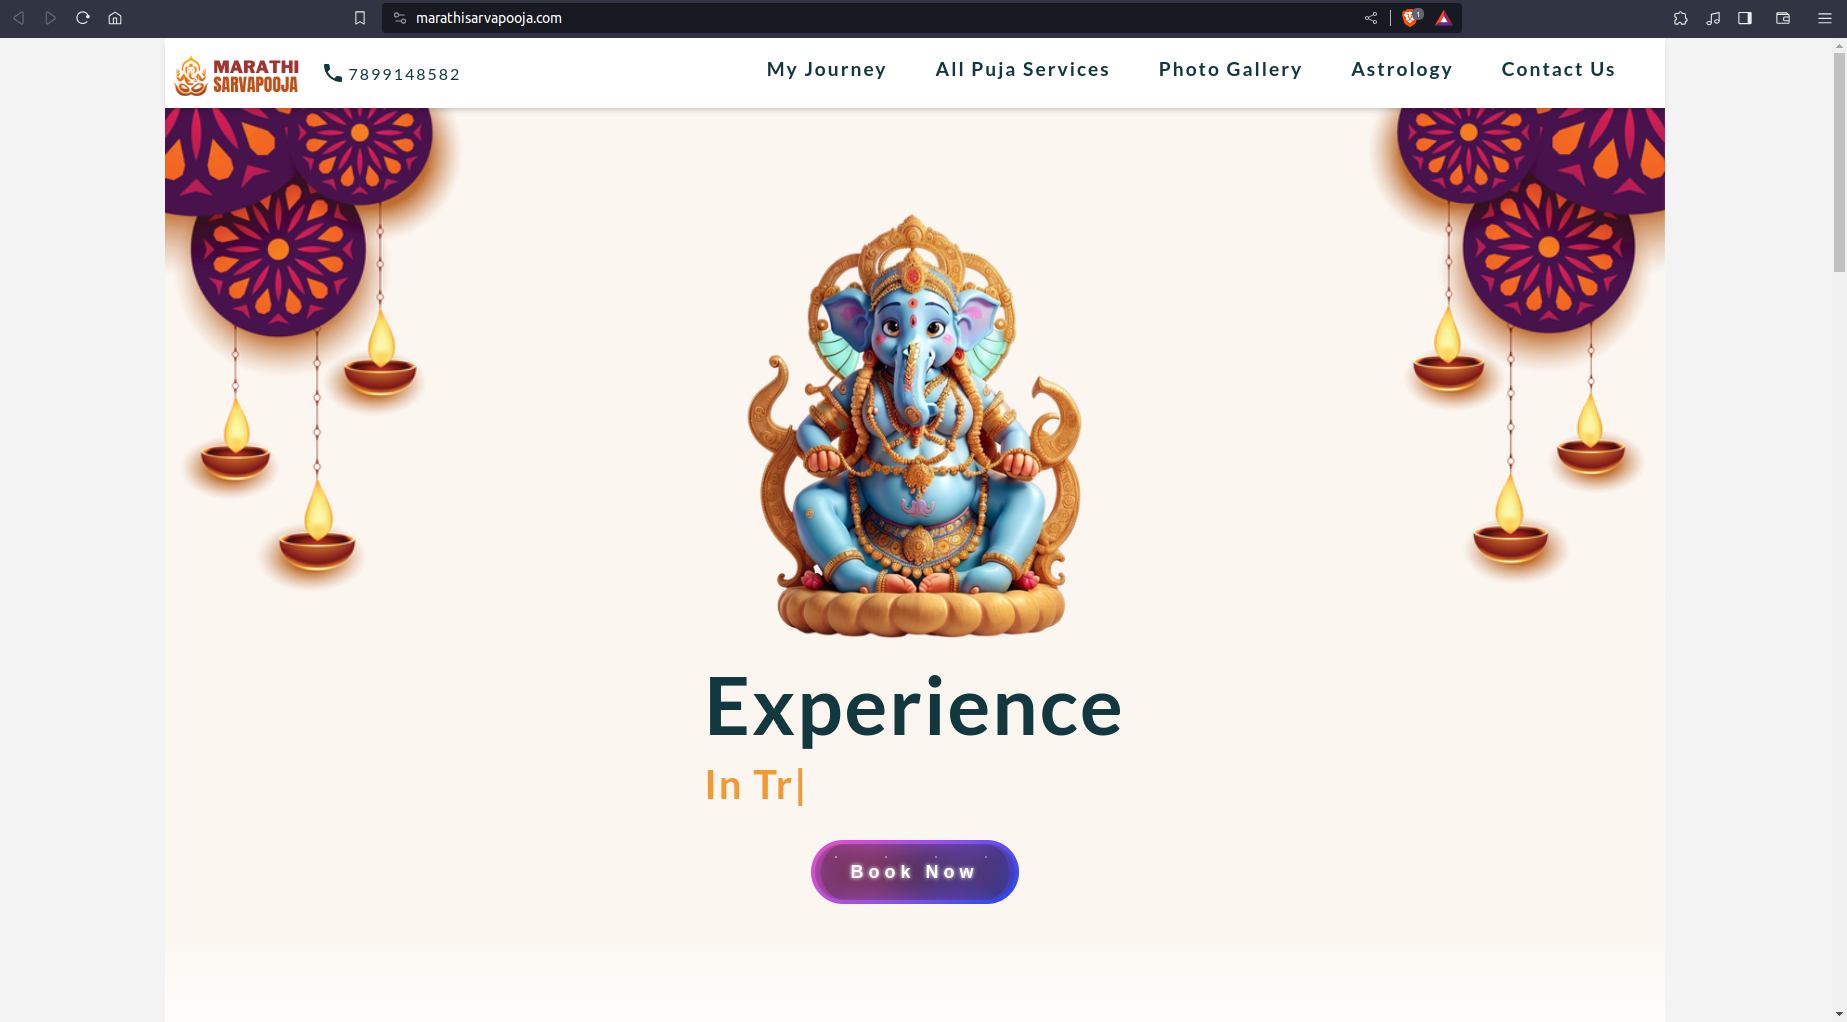 marathisarvapooja.com
1
MARATHI
SARVAPOOJA
7899148582
My Journey
All Puja Services
Photo Gallery
Astrology
Contact Us
Experience
In Tr|
Book Now